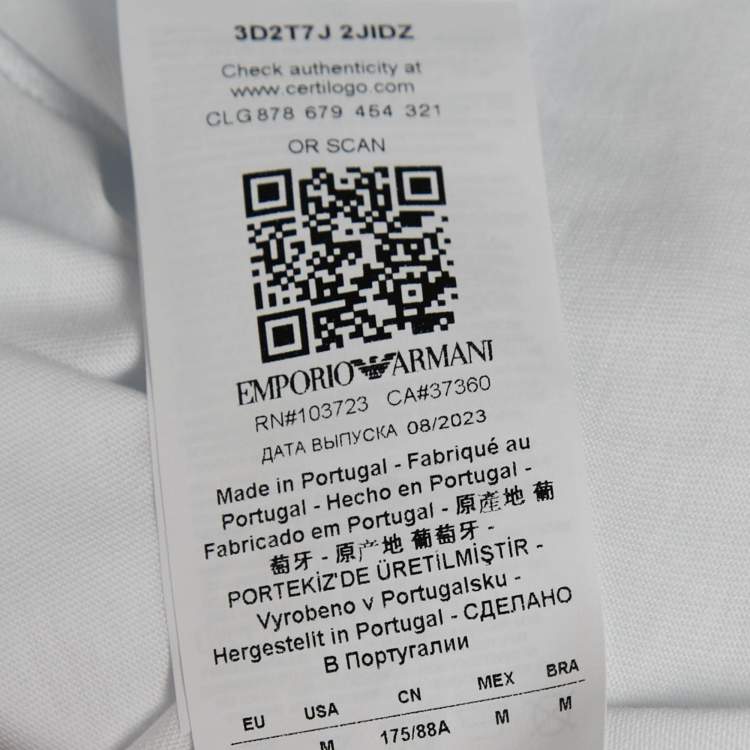 3D2T7J 2JIDZ
Check authenticity at
www.certilogo.com
CLG 878 679 454 321
OR SCAN
EMPORIO ARMANI
RN#103723 CA#37360
ДАТА ВЫПУСКА 08/2023
Made in Portugal - Fabriqué au
Portugal - Hecho en Portugal -
Fabricado em Portugal - 原產地 葡
萄牙 - 原产地 葡萄牙 -
PORTEKİZ'DE ÜRETİLMİŞTİR -
Vyrobeno v Portugalsku -
Hergestellt in Portugal - СДЕЛАНО
В Португалии
EU USA CN MEX BRA
M 175/88A M M